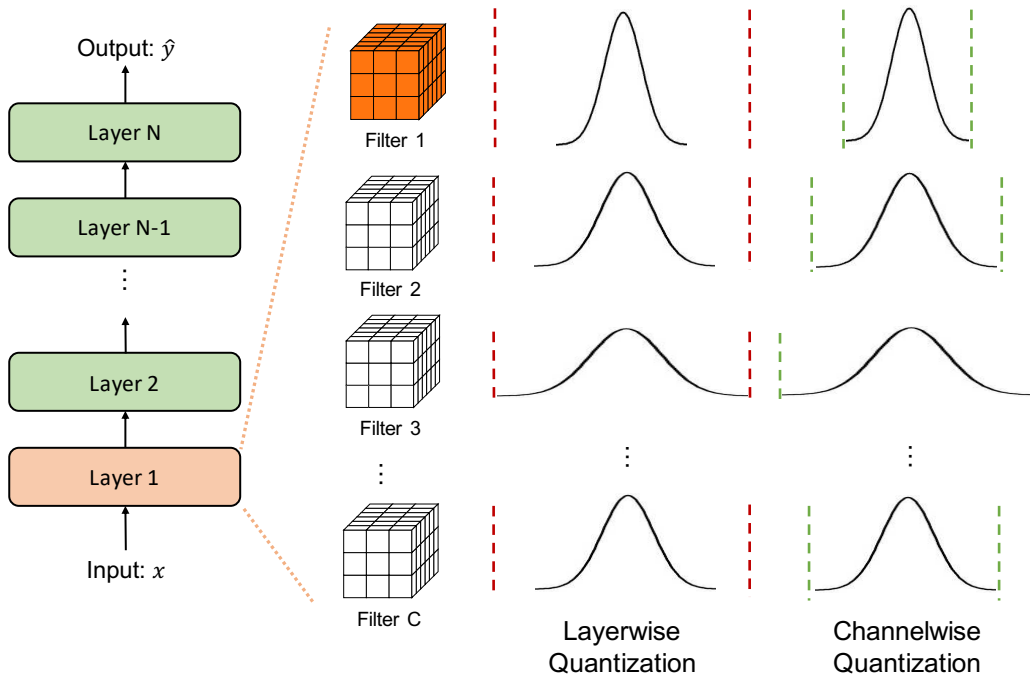 Output: ŷ
Layer N
Layer N-1
⋮
Layer 2
Layer 1
Input: x
Filter 1
Filter 2
Filter 3
⋮
Filter C
⋮
Layerwise
Quantization
⋮
Channelwise
Quantization